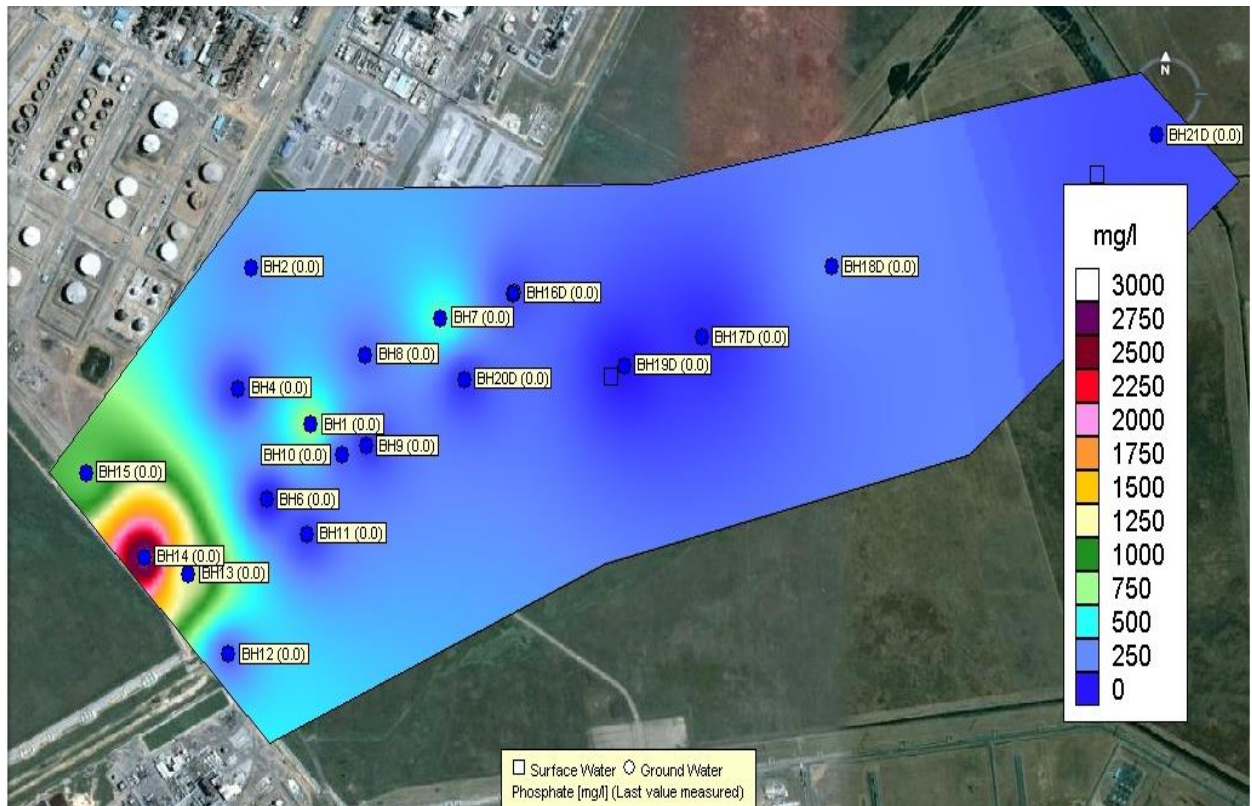 N
BH21D (0.0)
BH2 (0.0)
BH18D (0.0)
BH16D (0.0)
BH7 (0.0)
BH17D (0.0)
BH8 (0.0)
BH19D (0.0)
BH20D (0.0)
BH4 (0.0)
BH1 (0.0)
BH9 (0.0)
BH10 (0.0)
BH15 (0.0)
BH6 (0.0)
BH11 (0.0)
BH14 (0.0)
BH13 (0.0)
BH12 (0.0)
mg/l
3000
2750
2500
2250
2000
1750
1500
1250
1000
750
500
250
0
Surface Water Ground Water
Phosphate [mg/l] (Last value measured)